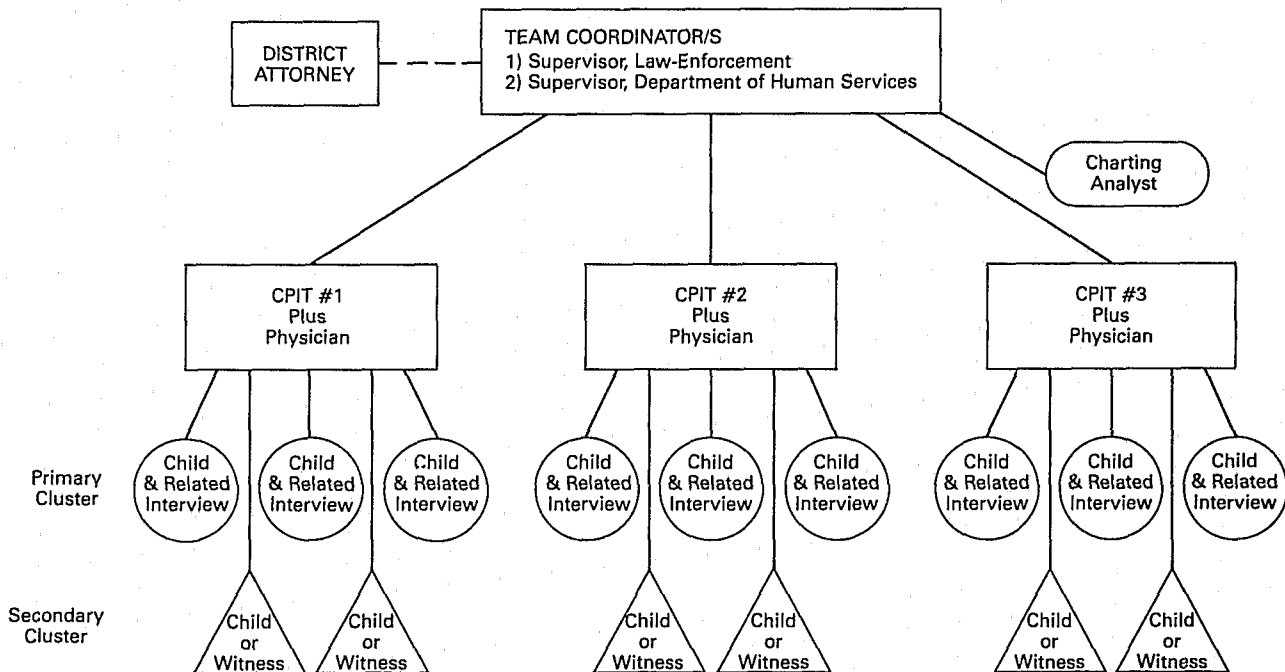 DISTRICT
ATTORNEY
TEAM COORDINATOR/S
1) Supervisor, Law-Enforcement
2) Supervisor, Department of Human Services
Charting
Analyst
CPIT #1
Plus
Physician
CPIT #2
Plus
Physician
CPIT #3
Plus
Physician
Primary
Cluster
Child
& Related
Interview
Child
& Related
Interview
Child
& Related
Interview
Child
& Related
Interview
Child
& Related
Interview
Child
& Related
Interview
Child
& Related
Interview
Child
& Related
Interview
Child
& Related
Interview
Secondary
Cluster
Child
or
Witness
Child
or
Witness
Child
or
Witness
Child
or
Witness
Child
or
Witness
Child
or
Witness